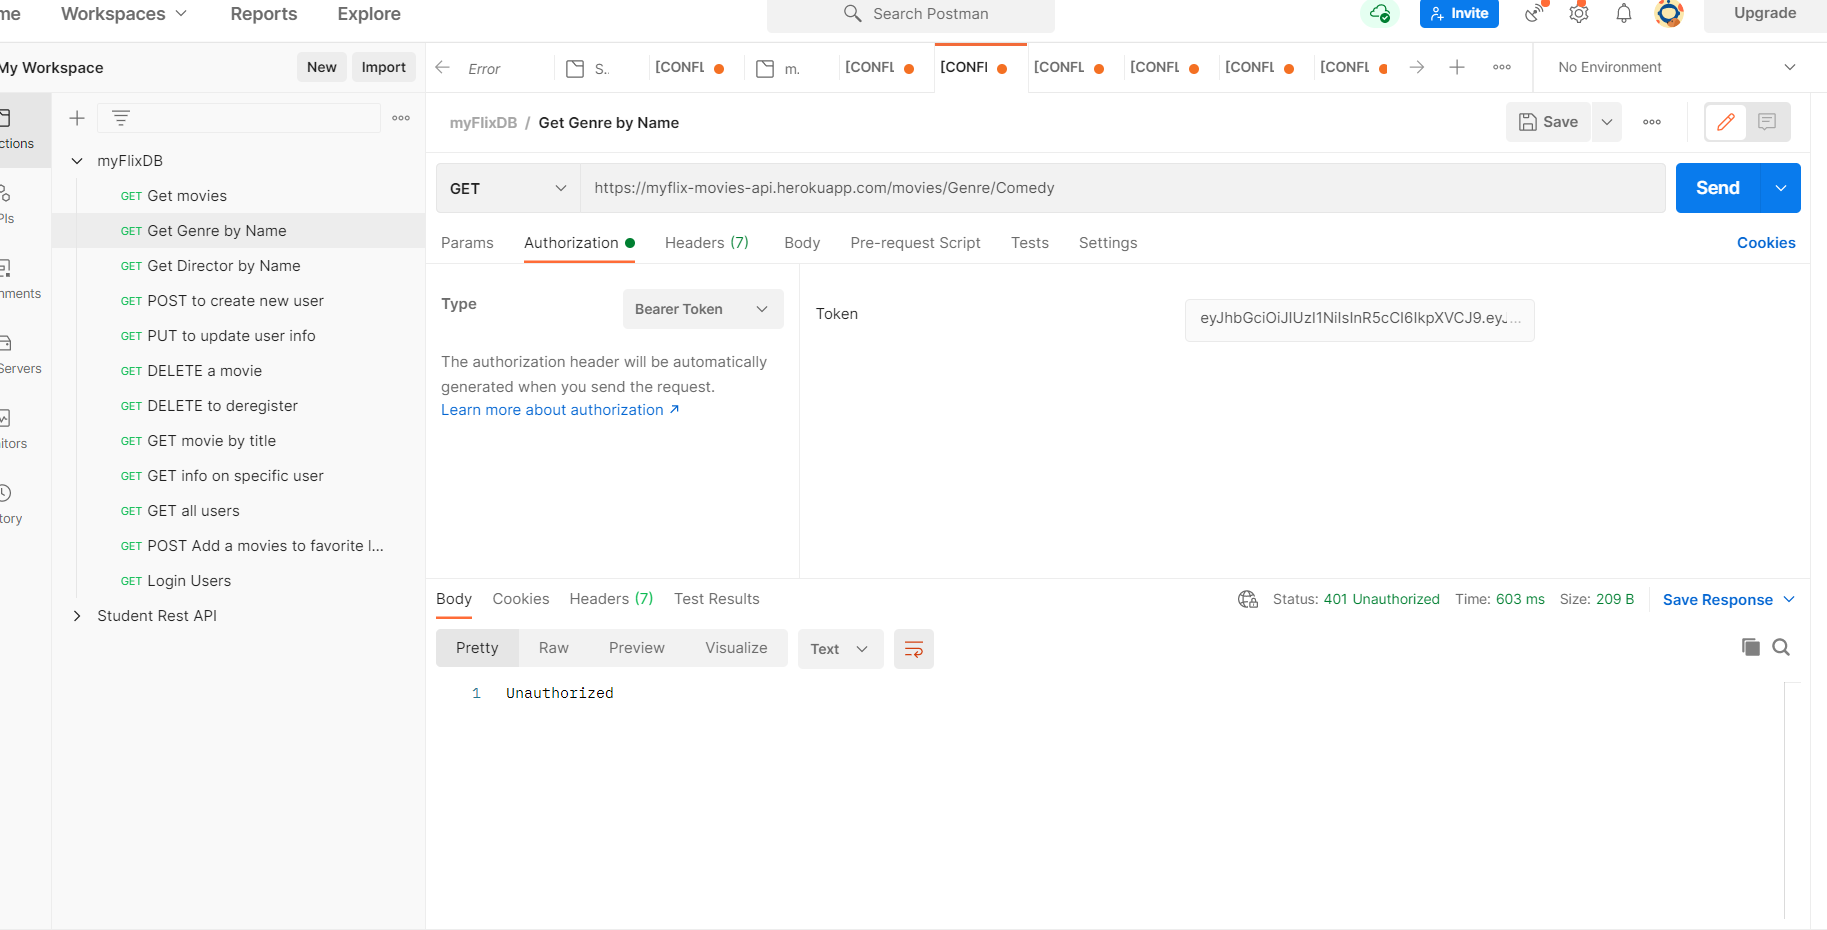 me Workspaces Reports Explore Search Postman Invite Upgrade
My Workspace New Import Error S.. [CONFL m. [CONFL [CONFI [CONFL [CONFL [CONFL [CONFL No Environment
myFlixDB / Get Genre by Name Save
ctions
myFlixDB
GET https://myflix-movies-api.herokuapp.com/movies/Genre/Comedy Send
GET Get movies
PIs
GET Get Genre by Name
Params Authorization Headers (7) Body Pre-request Script Tests Settings Cookies
GET Get Director by Name
nments
GET POST to create new user
Type Bearer Token Token eyJhbGciOiJIUzI1NiIsInR5cCI6IkpXVCJ9.eyJ...
GET PUT to update user info
The authorization header will be automatically
generated when you send the request.
Learn more about authorization ↗
Servers
GET DELETE a movie
GET DELETE to deregister
itors
GET GET movie by title
GET GET info on specific user
tory
GET GET all users
GET POST Add a movies to favorite l...
GET Login Users
Student Rest API
Body Cookies Headers (7) Test Results Status: 401 Unauthorized Time: 603 ms Size: 209 B Save Response
Pretty Raw Preview Visualize Text
1 Unauthorized